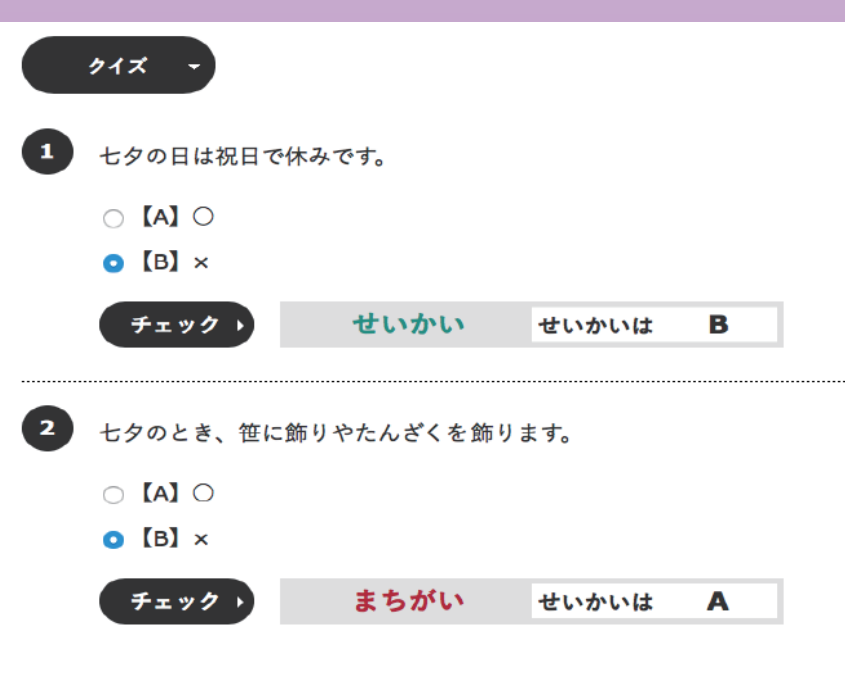 クイズ
1 七夕の日は祝日で休みです。
【A】○
【B】×
チェック せいかい せいかいは B
2 七夕のとき、笹に飾りやたんざくを飾ります。
【A】○
【B】×
チェック まちがい せいかいは A